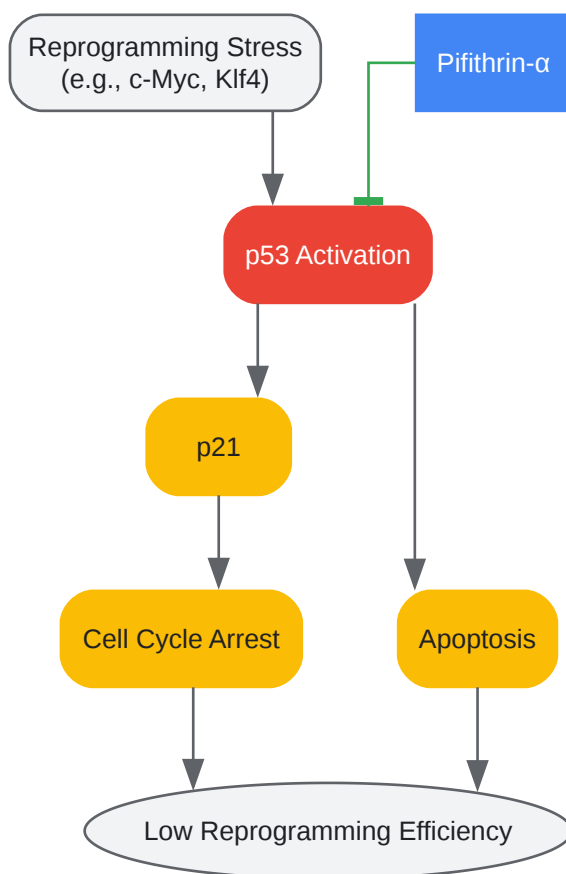 Reprogramming Stress
(e.g., c-Myc, Klf4)
Pifithrin-α
p53 Activation
p21
Cell Cycle Arrest
Apoptosis
Low Reprogramming Efficiency